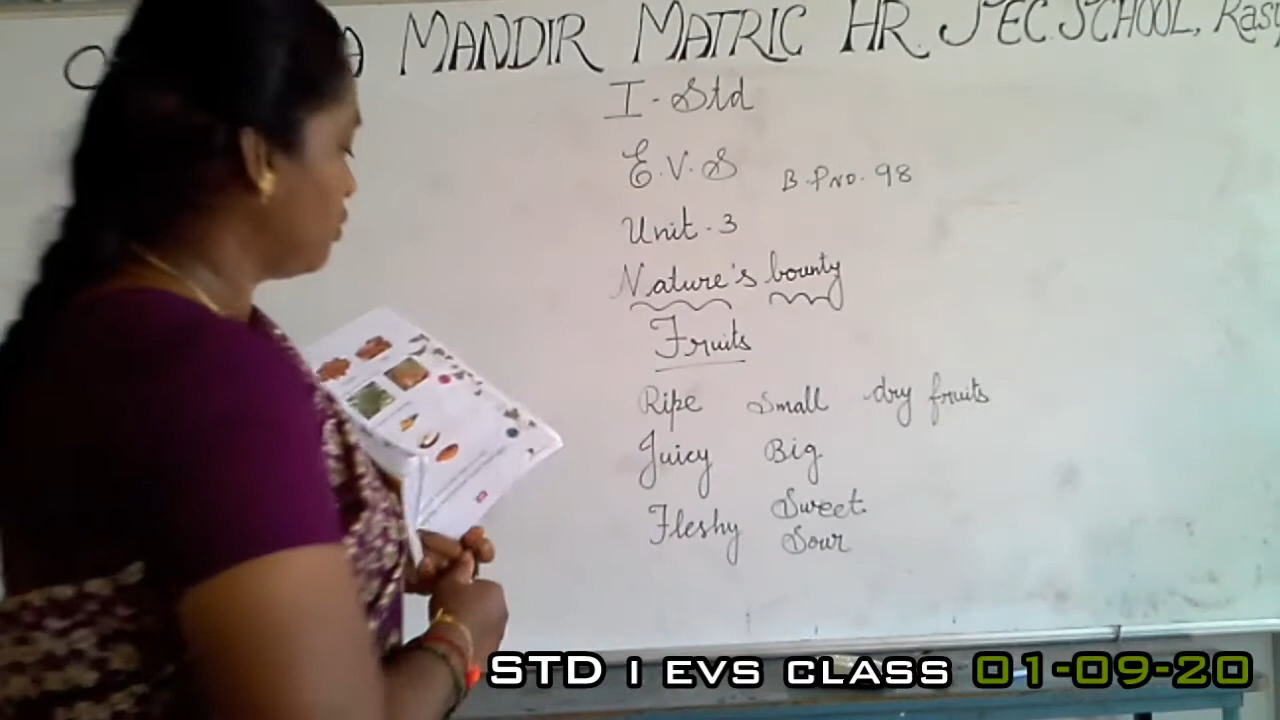 A MANDIR MATRIC HR. SEC. SCHOOL,
I - Std
E.V.S B.P No. 98
Unit - 3
Nature's bounty
Fruits
Ripe Small dry fruits
Juicy Big
Fleshy Sweet
Sour
STD I EVS CLASS 01-09-20